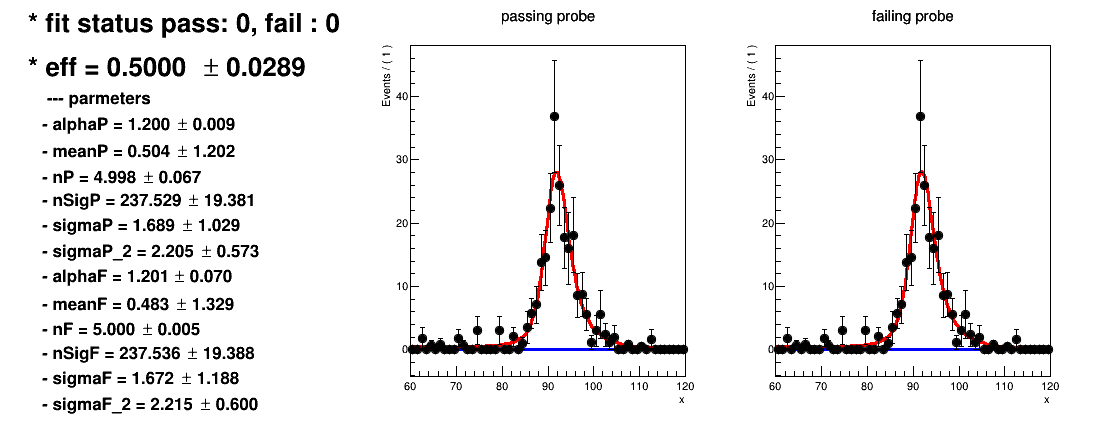 * fit status pass: 0, fail : 0
* eff = 0.5000 ± 0.0289
--- parmeters
- alphaP = 1.200 ± 0.009
- meanP = 0.504 ± 1.202
- nP = 4.998 ± 0.067
- nSigP = 237.529 ± 19.381
- sigmaP = 1.689 ± 1.029
- sigmaP_2 = 2.205 ± 0.573
- alphaF = 1.201 ± 0.070
- meanF = 0.483 ± 1.329
- nF = 5.000 ± 0.005
- nSigF = 237.536 ± 19.388
- sigmaF = 1.672 ± 1.188
- sigmaF_2 = 2.215 ± 0.600
passing probe
Events / ( 1 )
40
30
20
10
0
60 70 80 90 100 110 120
x
failing probe
Events / ( 1 )
40
30
20
10
0
60 70 80 90 100 110 120
x